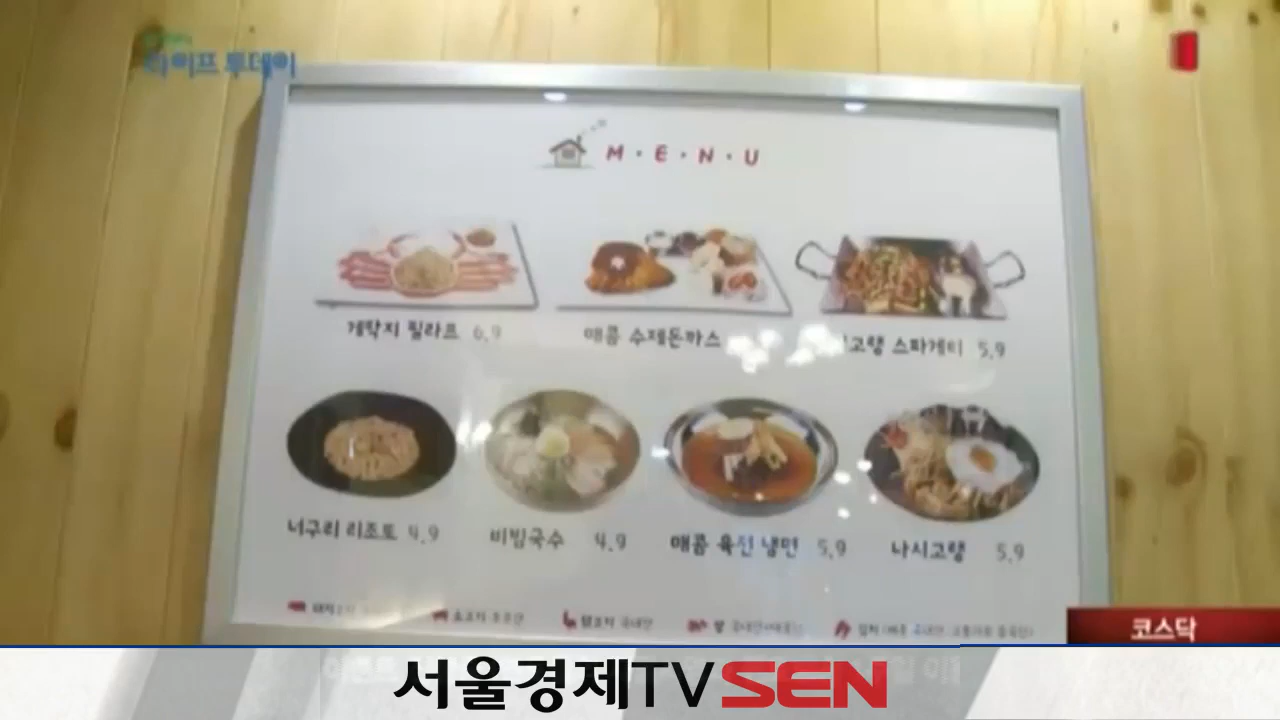 라이프 투데이
M·E·N·U
게딱지 필라프 6.9
매콤 수제돈까스
고랭 스파게티 5.9
너구리 리조토 4.9
비빔국수 4.9
매콤 육전 냉면 5.9
나시고랭 5.9
코스닥
서울경제TV SEN